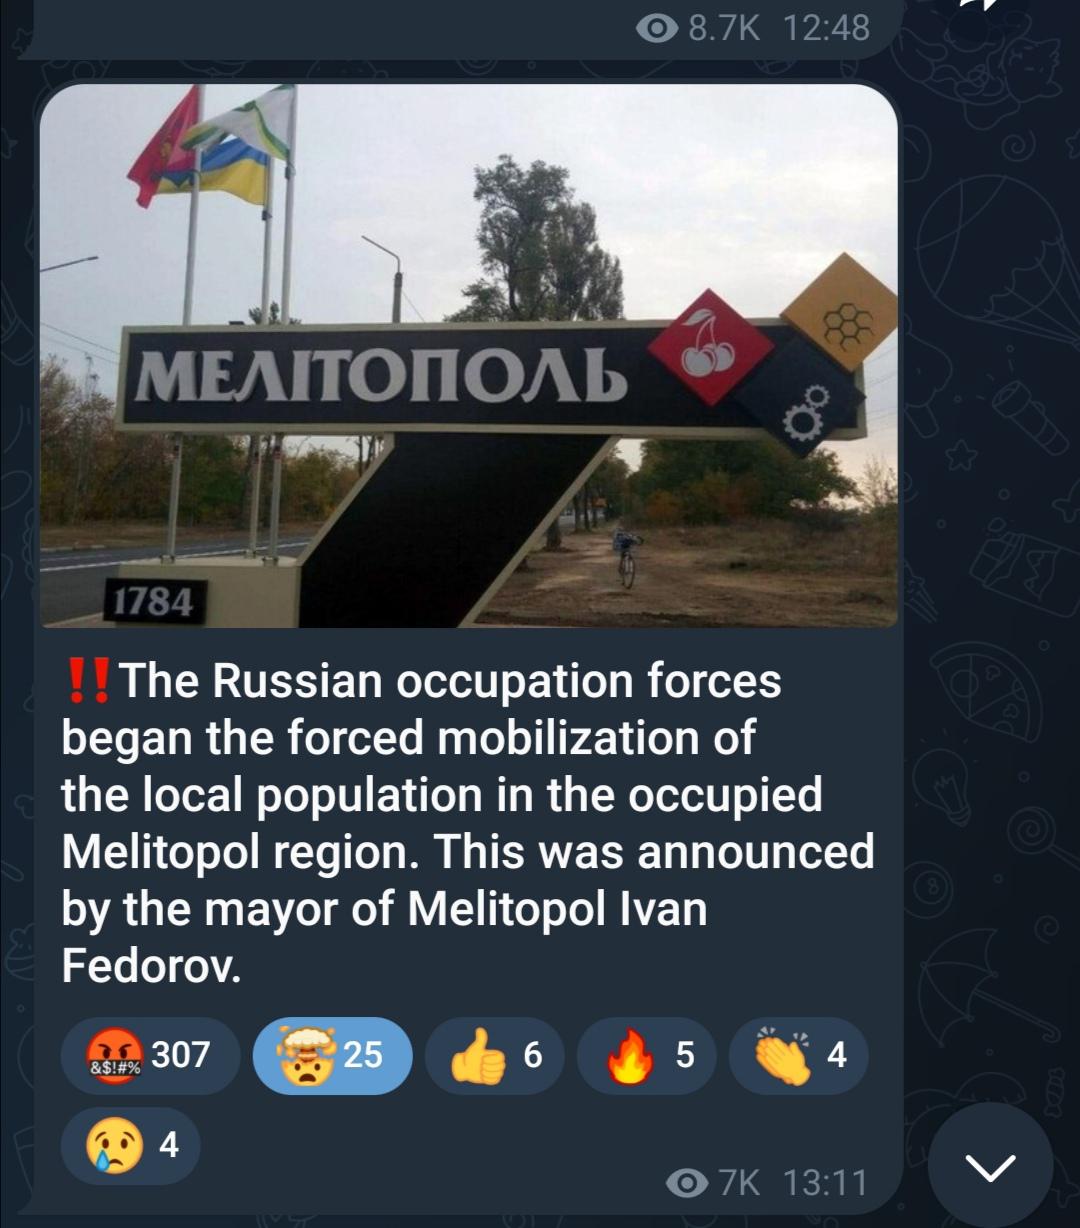 8.7K 12:48
МЕЛІТОПОЛЬ
1784
‼️The Russian occupation forces
began the forced mobilization of
the local population in the occupied
Melitopol region. This was announced
by the mayor of Melitopol Ivan
Fedorov.
&$!#% 307 25 6 5 4
4
7K 13:11